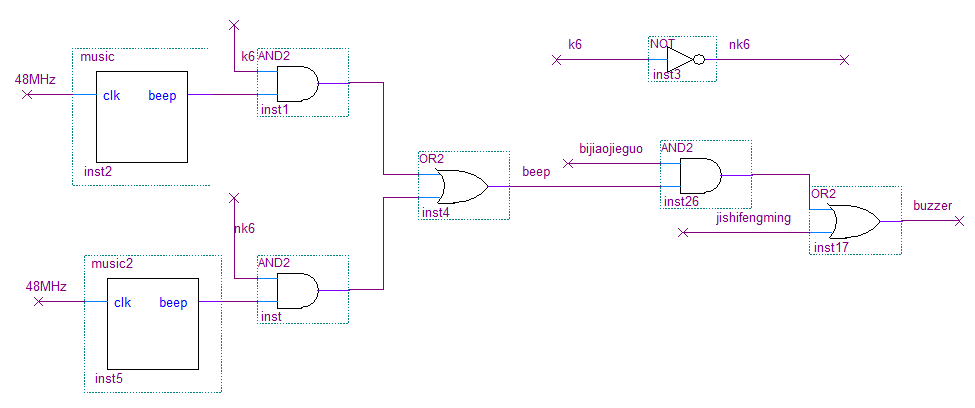 music
48MHz
clk
beep
inst2
k6
AND2
inst1
k6
NOT
inst3
nk6
OR2
inst4
beep
bijiaojieguo
AND2
inst26
jishifengming
OR2
inst17
buzzer
nk6
AND2
inst
music2
48MHz
clk
beep
inst5